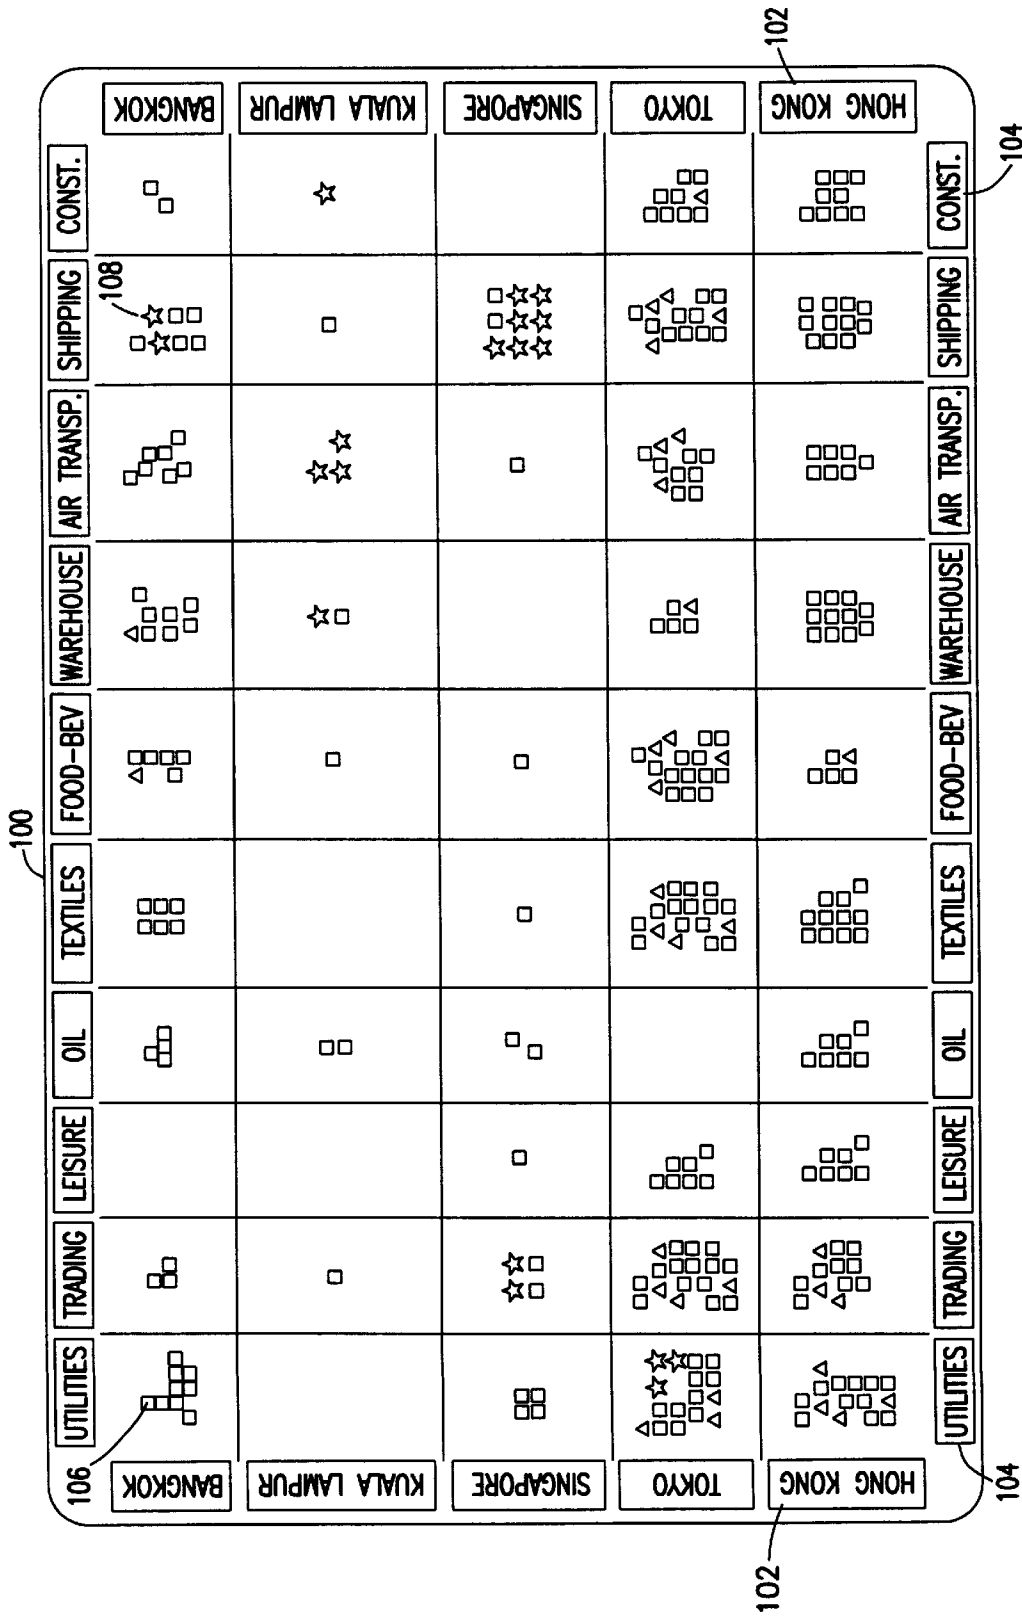 100
UTILITIES
TRADING
LEISURE
OIL
TEXTILES
FOOD-BEV
WAREHOUSE
AIR TRANSP.
SHIPPING
CONST.
106
108
BANGKOK
BANGKOK
KUALA LAMPUR
KUALA LAMPUR
SINGAPORE
SINGAPORE
TOKYO
TOKYO
HONG KONG
HONG KONG
102
102
UTILITIES
TRADING
LEISURE
OIL
TEXTILES
FOOD-BEV
WAREHOUSE
AIR TRANSP.
SHIPPING
CONST.
104
104